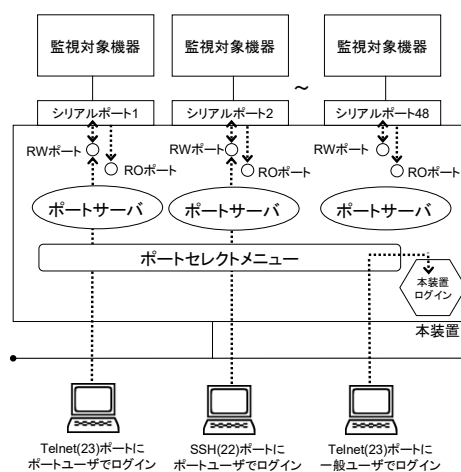 監視対象機器
監視対象機器
監視対象機器
~
シリアルポート1
シリアルポート2
シリアルポート48
RWポート
ROポート
RWポート
ROポート
RWポート
ROポート
ポートサーバ
ポートサーバ
ポートサーバ
ポートセレクトメニュー
本装置
ログイン
本装置
Telnet(23)ポートに
ポートユーザでログイン
SSH(22)ポートに
ポートユーザでログイン
Telnet(23)ポートに
一般ユーザでログイン